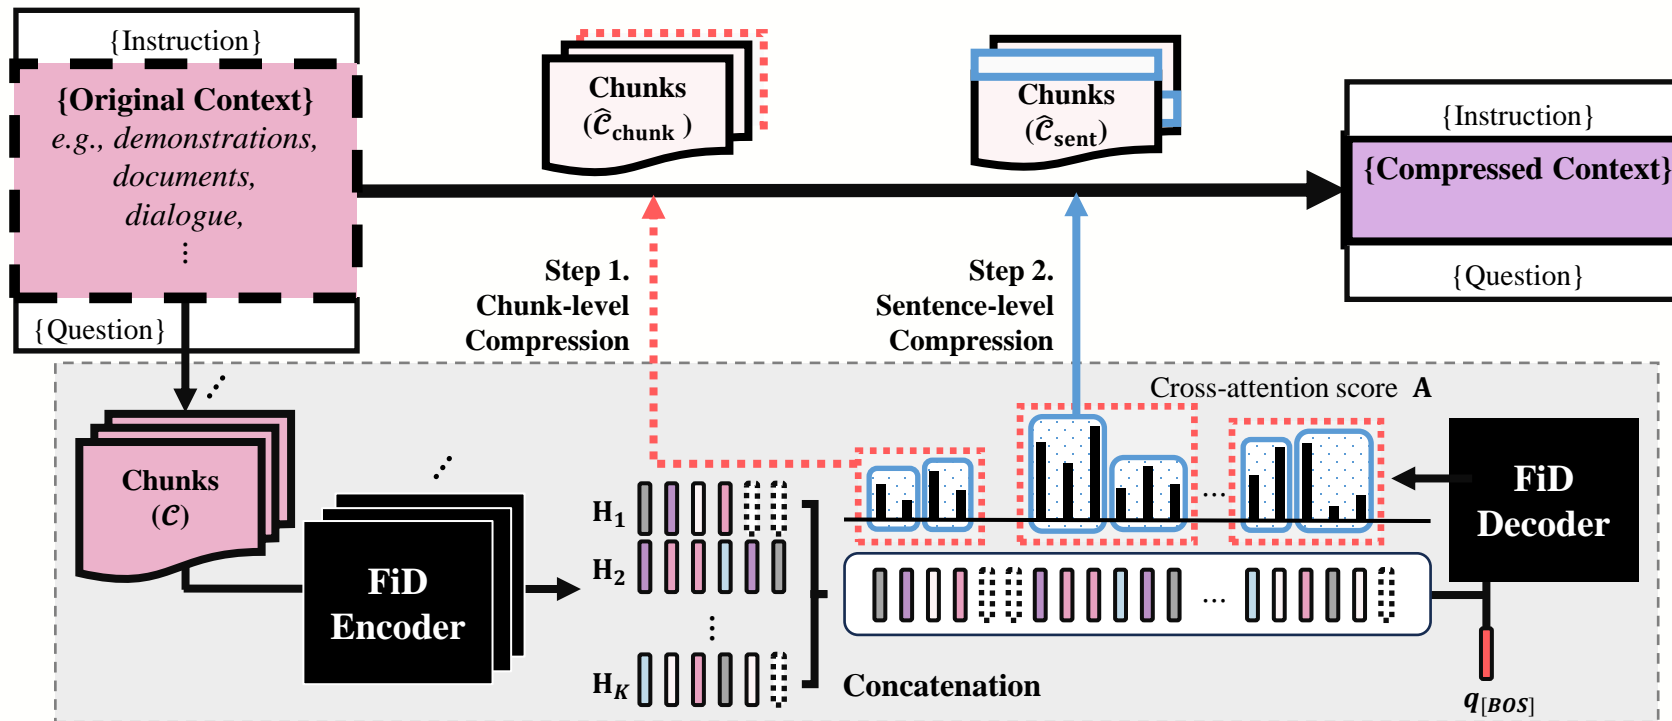 {Instruction}
{Original Context}
e.g., demonstrations,
documents,
dialogue,
⋮
{Question}
Chunks
(Ĉchunk )
Chunks
(Ĉsent)
{Instruction}
{Compressed Context}
{Question}
Step 1.
Chunk-level
Compression
Step 2.
Sentence-level
Compression
Cross-attention score A
Chunks
(C)
FiD
Encoder
H1
H2
⋮
HK
Concatenation
...
...
FiD
Decoder
q[BOS]